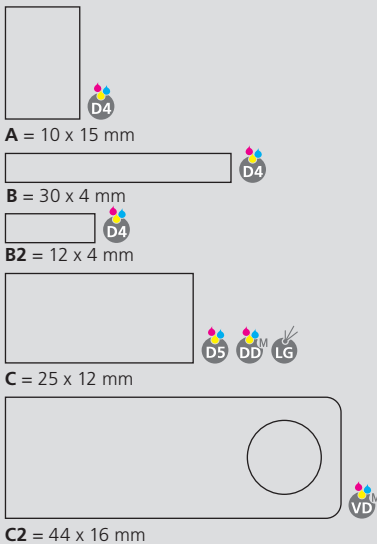 D4
A = 10 x 15 mm
D4
B = 30 x 4 mm
D4
B2 = 12 x 4 mm
D5 DD M LG
C = 25 x 12 mm
VD M
C2 = 44 x 16 mm